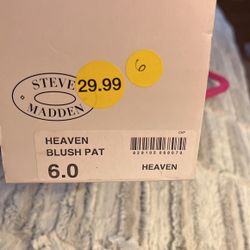 STEVE
MADDEN
29.99
6
HEAVEN
BLUSH PAT
6.0
HEAVEN